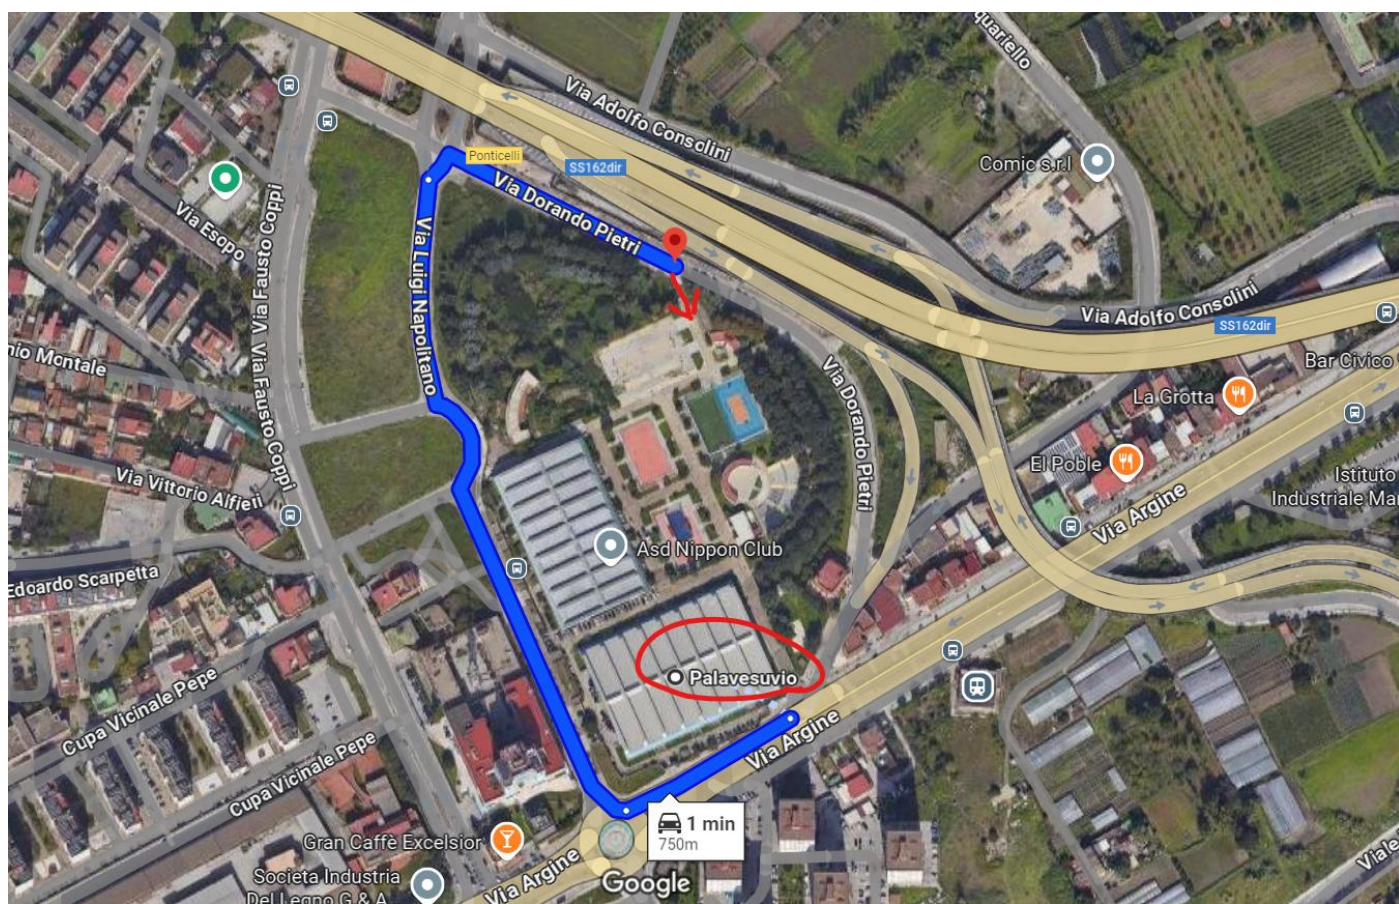 quariello
Via Adolfo Consolini
Comic s.r.l
Ponticelli
SS162dir
Via Dorando Pietri
Via Esopo
Via Fausto Coppi
Via Luigi Napolitano
Via Adolfo Consolini
SS162dir
nio Montale
Via Fausto Coppi
Bar Civico
La Grotta
Via Dorando Pietri
El Poble
Istituto
Industriale Mar
Via Vittorio Alfieri
Via Argine
Asd Nippon Club
Edoardo Scarpetta
Palavesuvio
Cupa Vicinale Pepe
Via Argine
Cupa Vicinale Pepe
1 min
750m
Gran Caffè Excelsior
Via Argine
Google
Societa Industria
Del Legno G & A
Viale